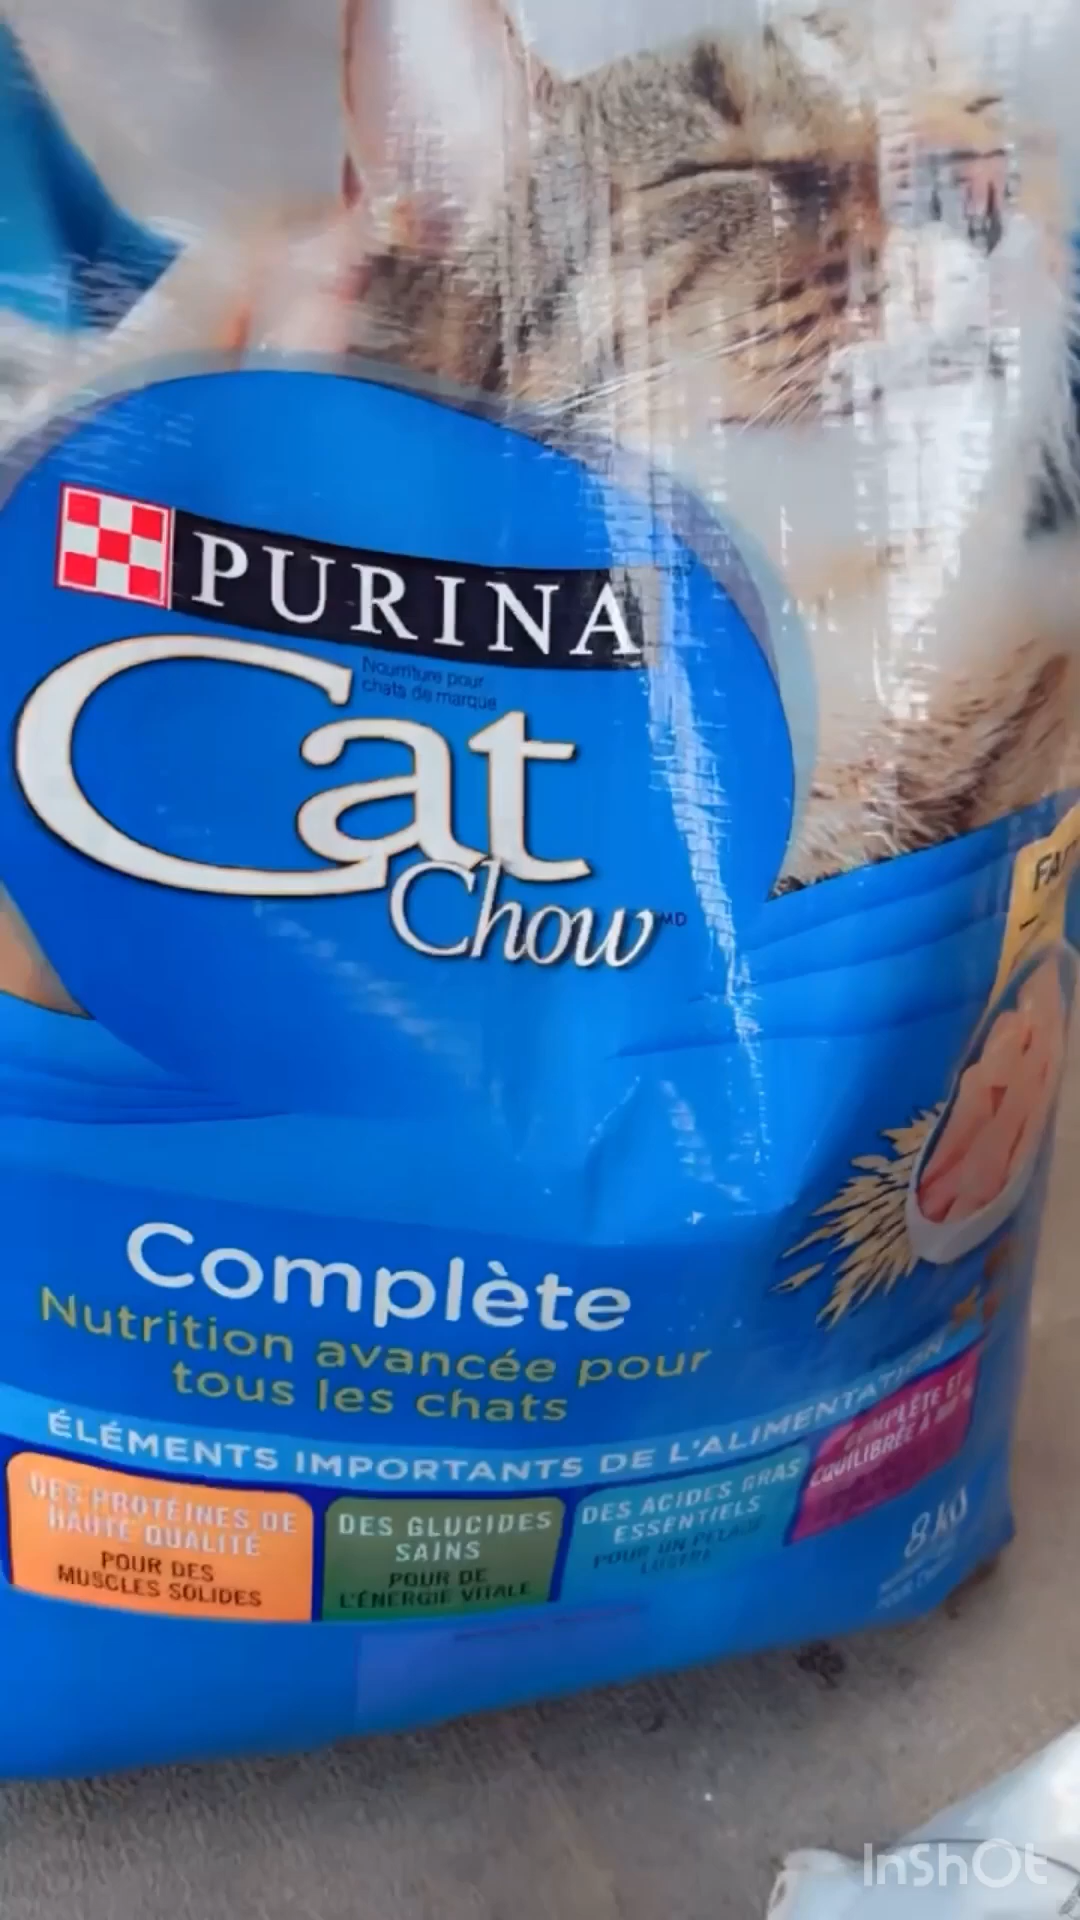 PURINA
Nourriture pour
chats de marque
Cat
Chow MD
FAI
Complète
Nutrition avancée pour
tous les chats
ÉLÉMENTS IMPORTANTS DE L'ALIMENTATION
DES PROTÉINES DE
HAUTE QUALITÉ
POUR DES
MUSCLES SOLIDES
DES GLUCIDES
SAINS
POUR DE
L'ÉNERGIE VITALE
DES ACIDES GRAS
ESSENTIELS
POUR UN PELAGE
LUSTRÉ
COMPLÈTE ET
ÉQUILIBRÉE À 100 %
8 kg
InShOt